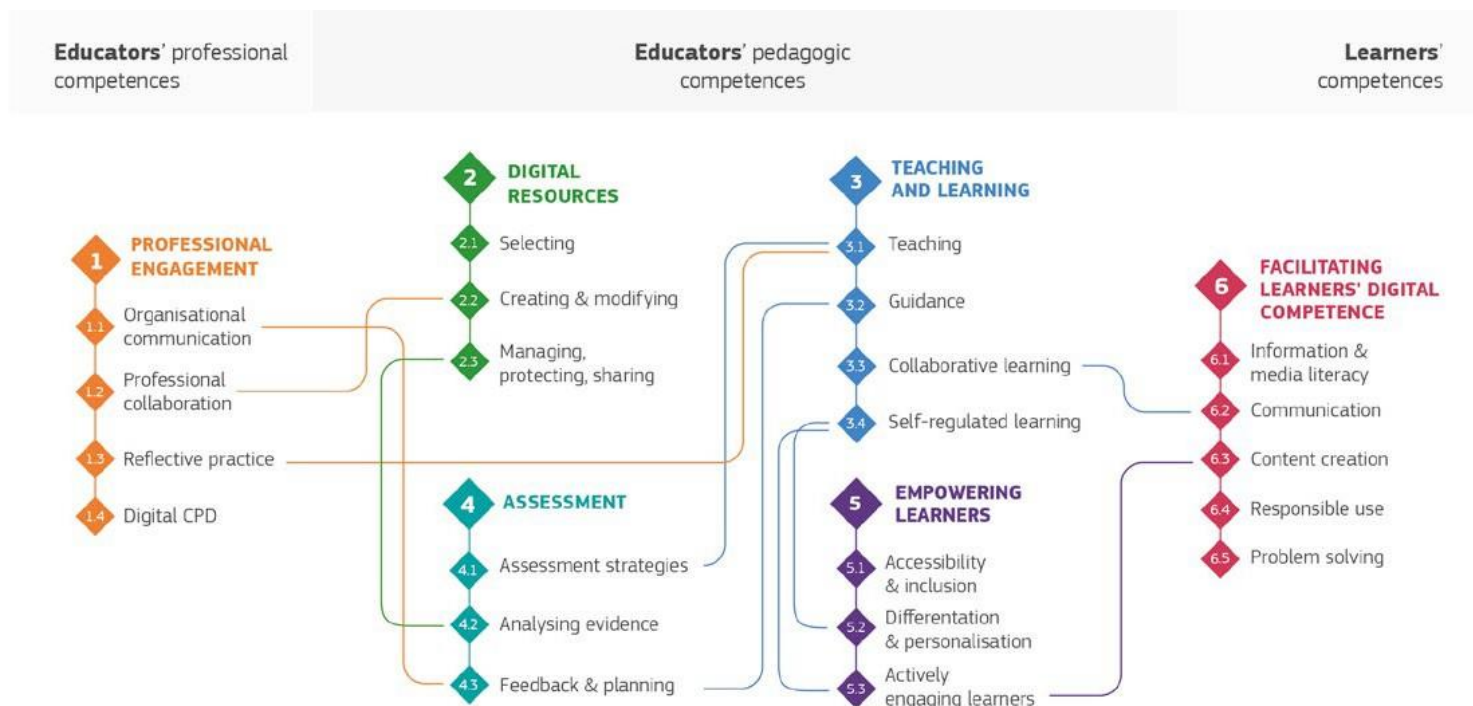 Educators' professional
competences
Educators' pedagogic
competences
Learners'
competences
1
PROFESSIONAL
ENGAGEMENT
1.1
Organisational
communication
1.2
Professional
collaboration
1.3
Reflective practice
1.4
Digital CPD
2
DIGITAL
RESOURCES
2.1
Selecting
2.2
Creating & modifying
2.3
Managing,
protecting, sharing
3
TEACHING
AND LEARNING
3.1
Teaching
3.2
Guidance
3.3
Collaborative learning
3.4
Self-regulated learning
4
ASSESSMENT
4.1
Assessment strategies
4.2
Analysing evidence
4.3
Feedback & planning
5
EMPOWERING
LEARNERS
5.1
Accessibility
& inclusion
5.2
Differentation
& personalisation
5.3
Actively
engaging learners
6
FACILITATING
LEARNERS' DIGITAL
COMPETENCE
6.1
Information &
media literacy
6.2
Communication
6.3
Content creation
6.4
Responsible use
6.5
Problem solving